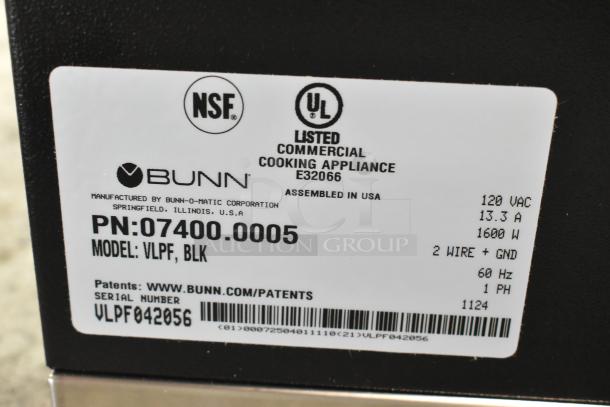 NSF®
UL
LISTED
COMMERCIAL
COOKING APPLIANCE
E32066
ASSEMBLED IN USA
BUNN®
MANUFACTURED BY BUNN-O-MATIC CORPORATION
SPRINGFIELD, ILLINOIS, U.S.A
PN:07400.0005
MODEL: VLPF, BLK
120 VAC
13.3 A
1600 W
2 WIRE + GND
60 Hz
1 PH
1124
Patents: WWW.BUNN.COM/PATENTS
SERIAL NUMBER
VLPF042056
(01)00072504011110(21)VLPF042056
AUCTION GROUP